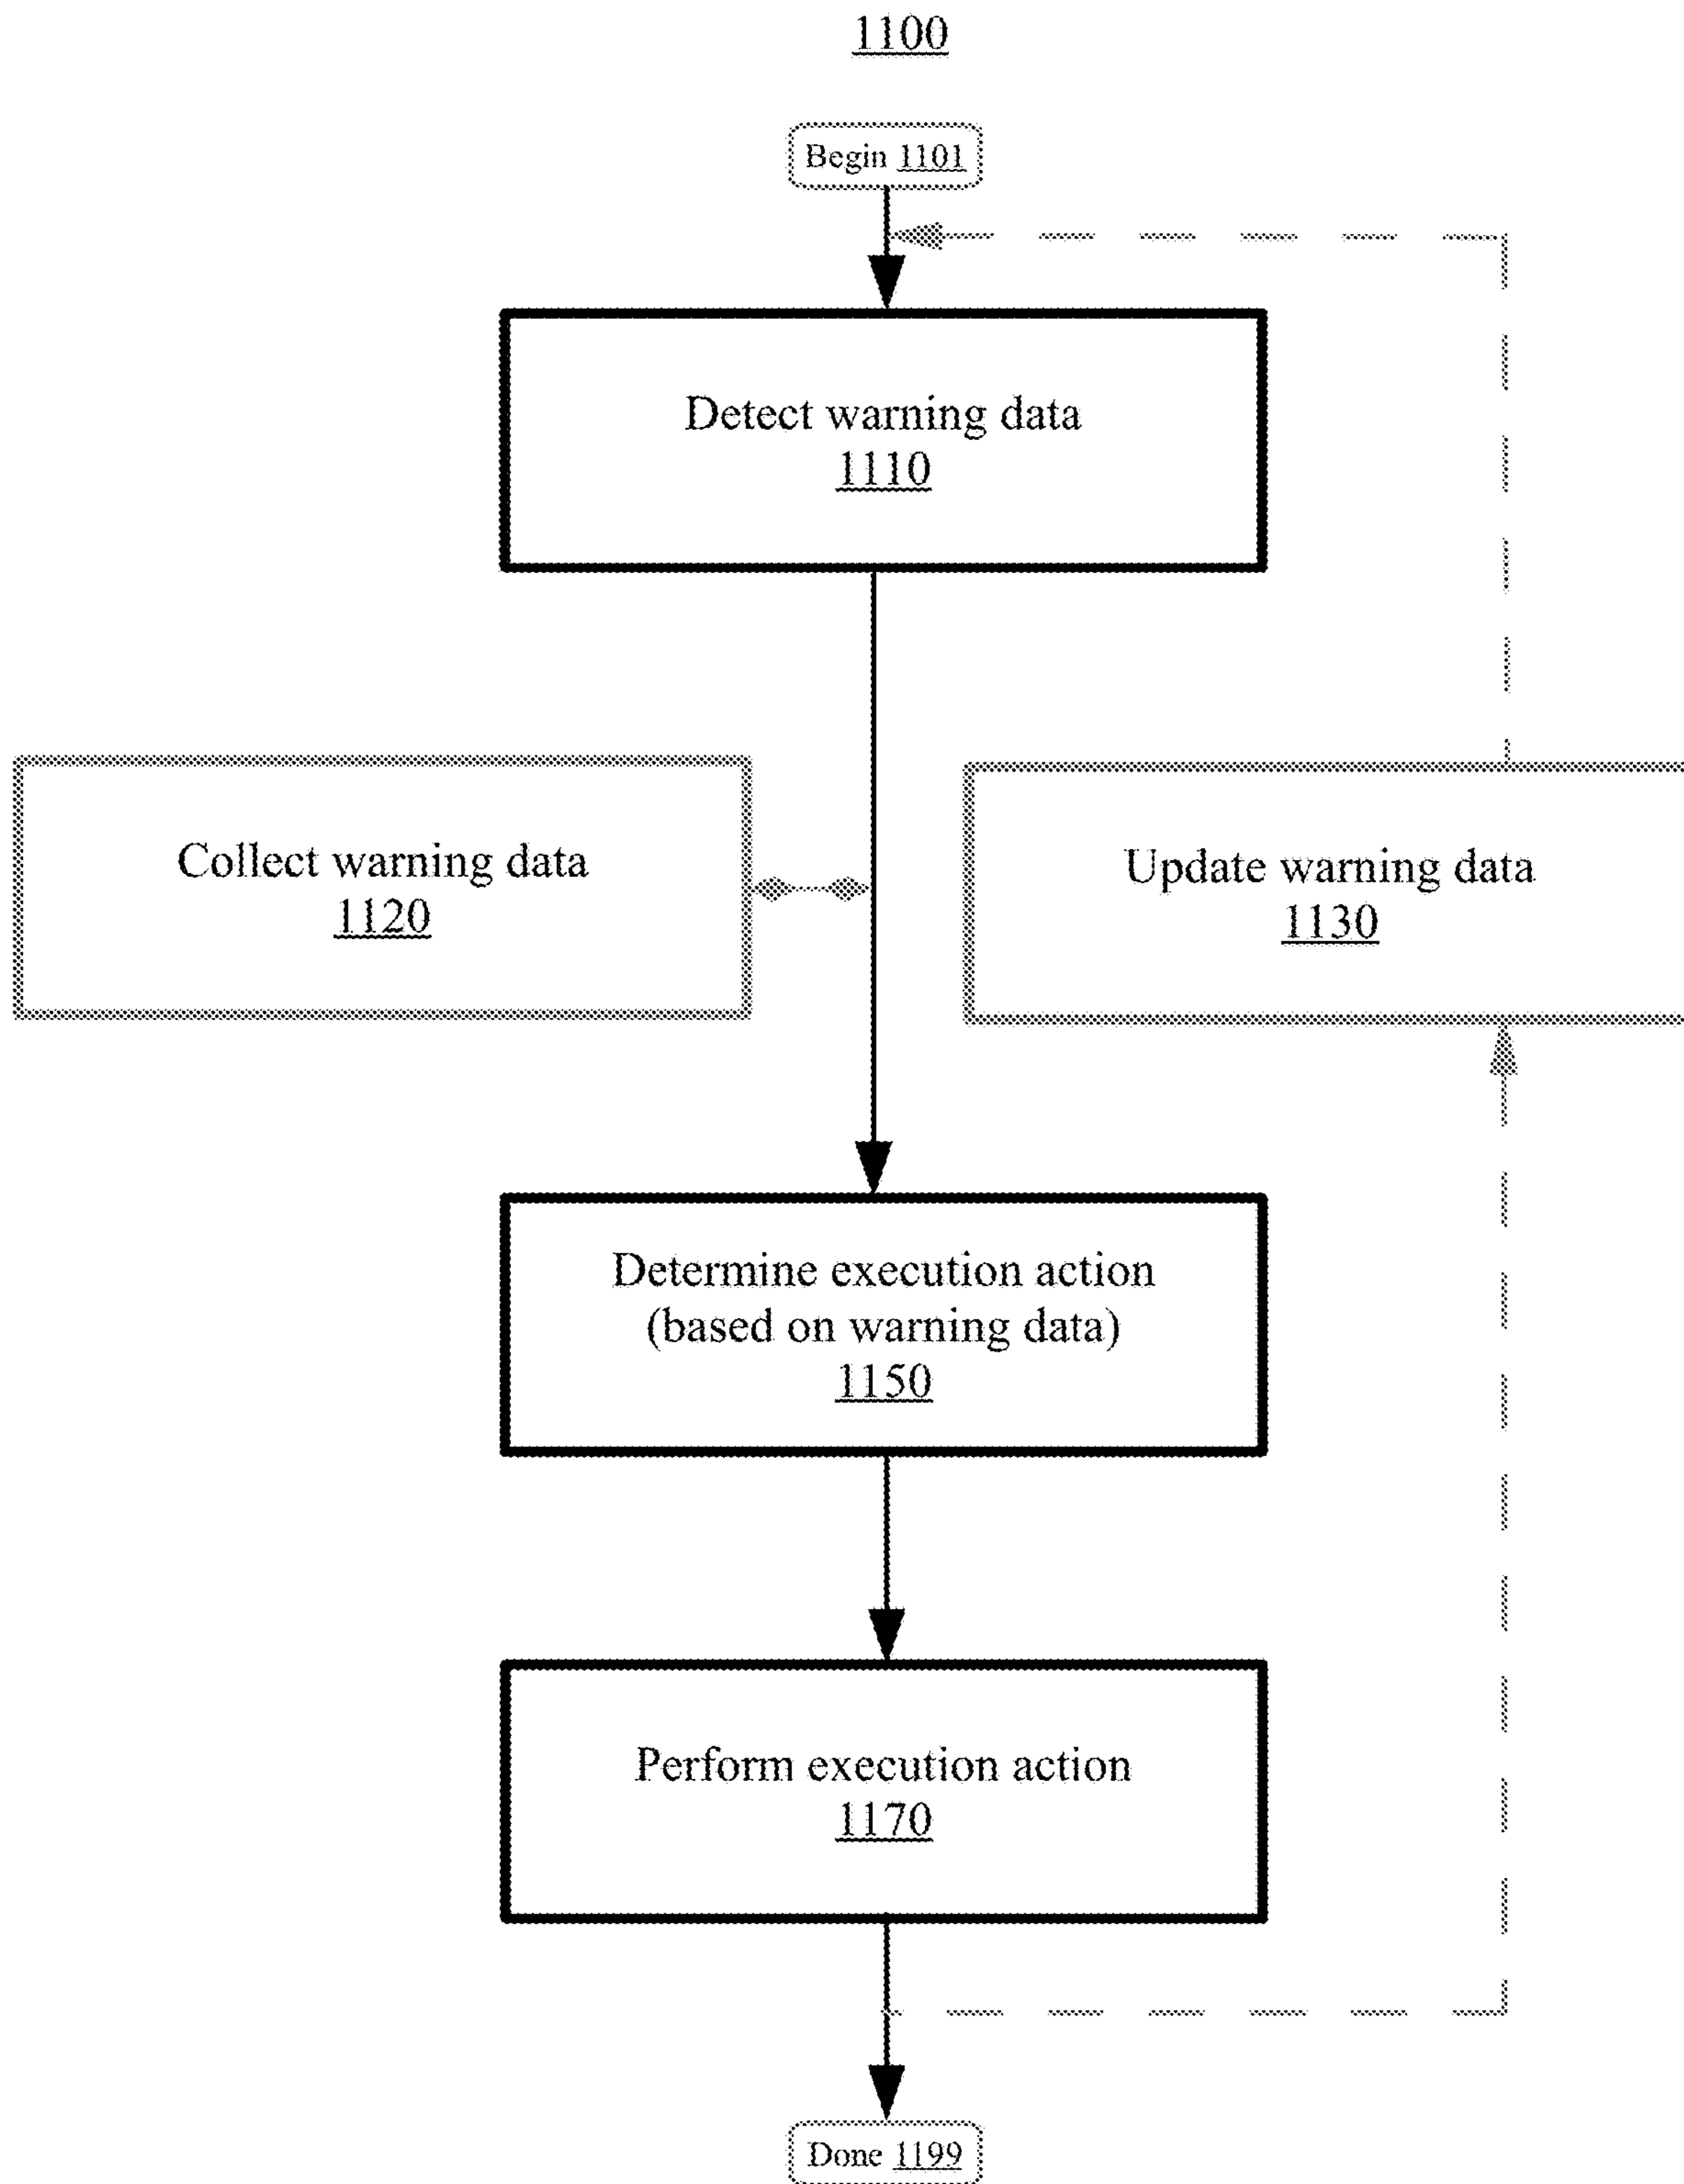 1100
Begin 1101
Detect warning data
1110
Collect warning data
1120
Update warning data
1130
Determine execution action
(based on warning data)
1150
Perform execution action
1170
Done 1199